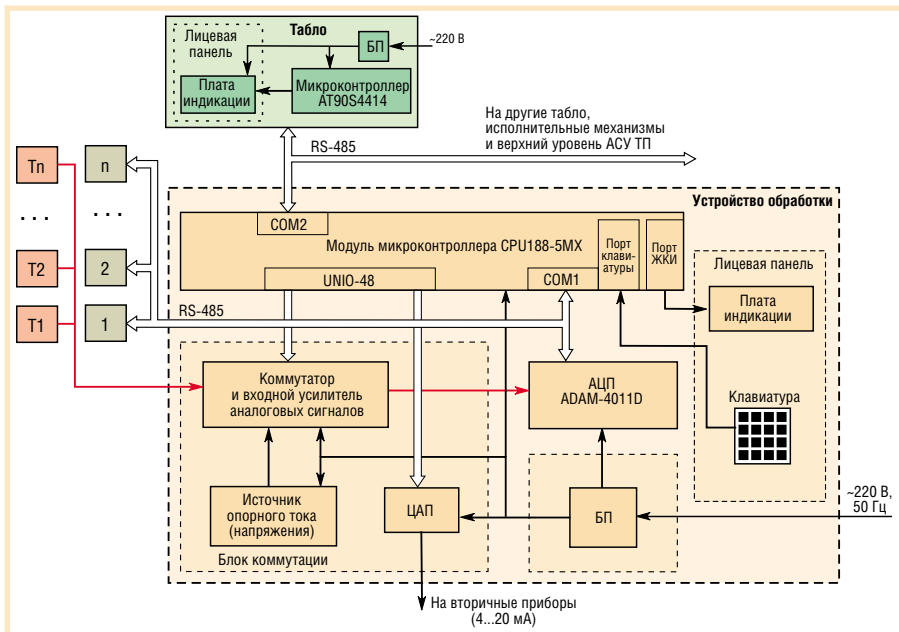 Табло
Лицевая
панель
БП
~220 В
Плата
индикации
Микроконтроллер
AT90S4414
На другие табло,
исполнительные механизмы
и верхний уровень АСУ ТП
RS-485
Tn
n
. . .
. . .
T2
2
T1
1
Устройство обработки
COM2
Модуль микроконтроллера CPU188-5MX
Порт
клави-
атуры
Порт
ЖКИ
UNIO-48
COM1
Лицевая панель
RS-485
Плата
индикации
Коммутатор
и входной усилитель
аналоговых сигналов
АЦП
ADAM-4011D
Клавиатура
Источник
опорного тока
(напряжения)
ЦАП
БП
~220 В,
50 Гц
Блок коммутации
На вторичные приборы
(4...20 мА)